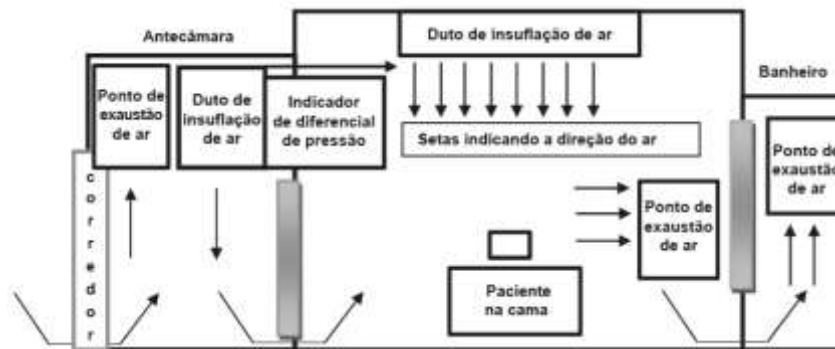 Antecâmara
Duto de insuflação de ar
Banheiro
Ponto de
exaustão
de ar
Duto de
insuflação
de ar
Indicador
de diferencial
de pressão
Setas indicando a direção do ar
Ponto de
exaustão
de ar
Ponto de
exaustão
de ar
corredor
Paciente
na cama